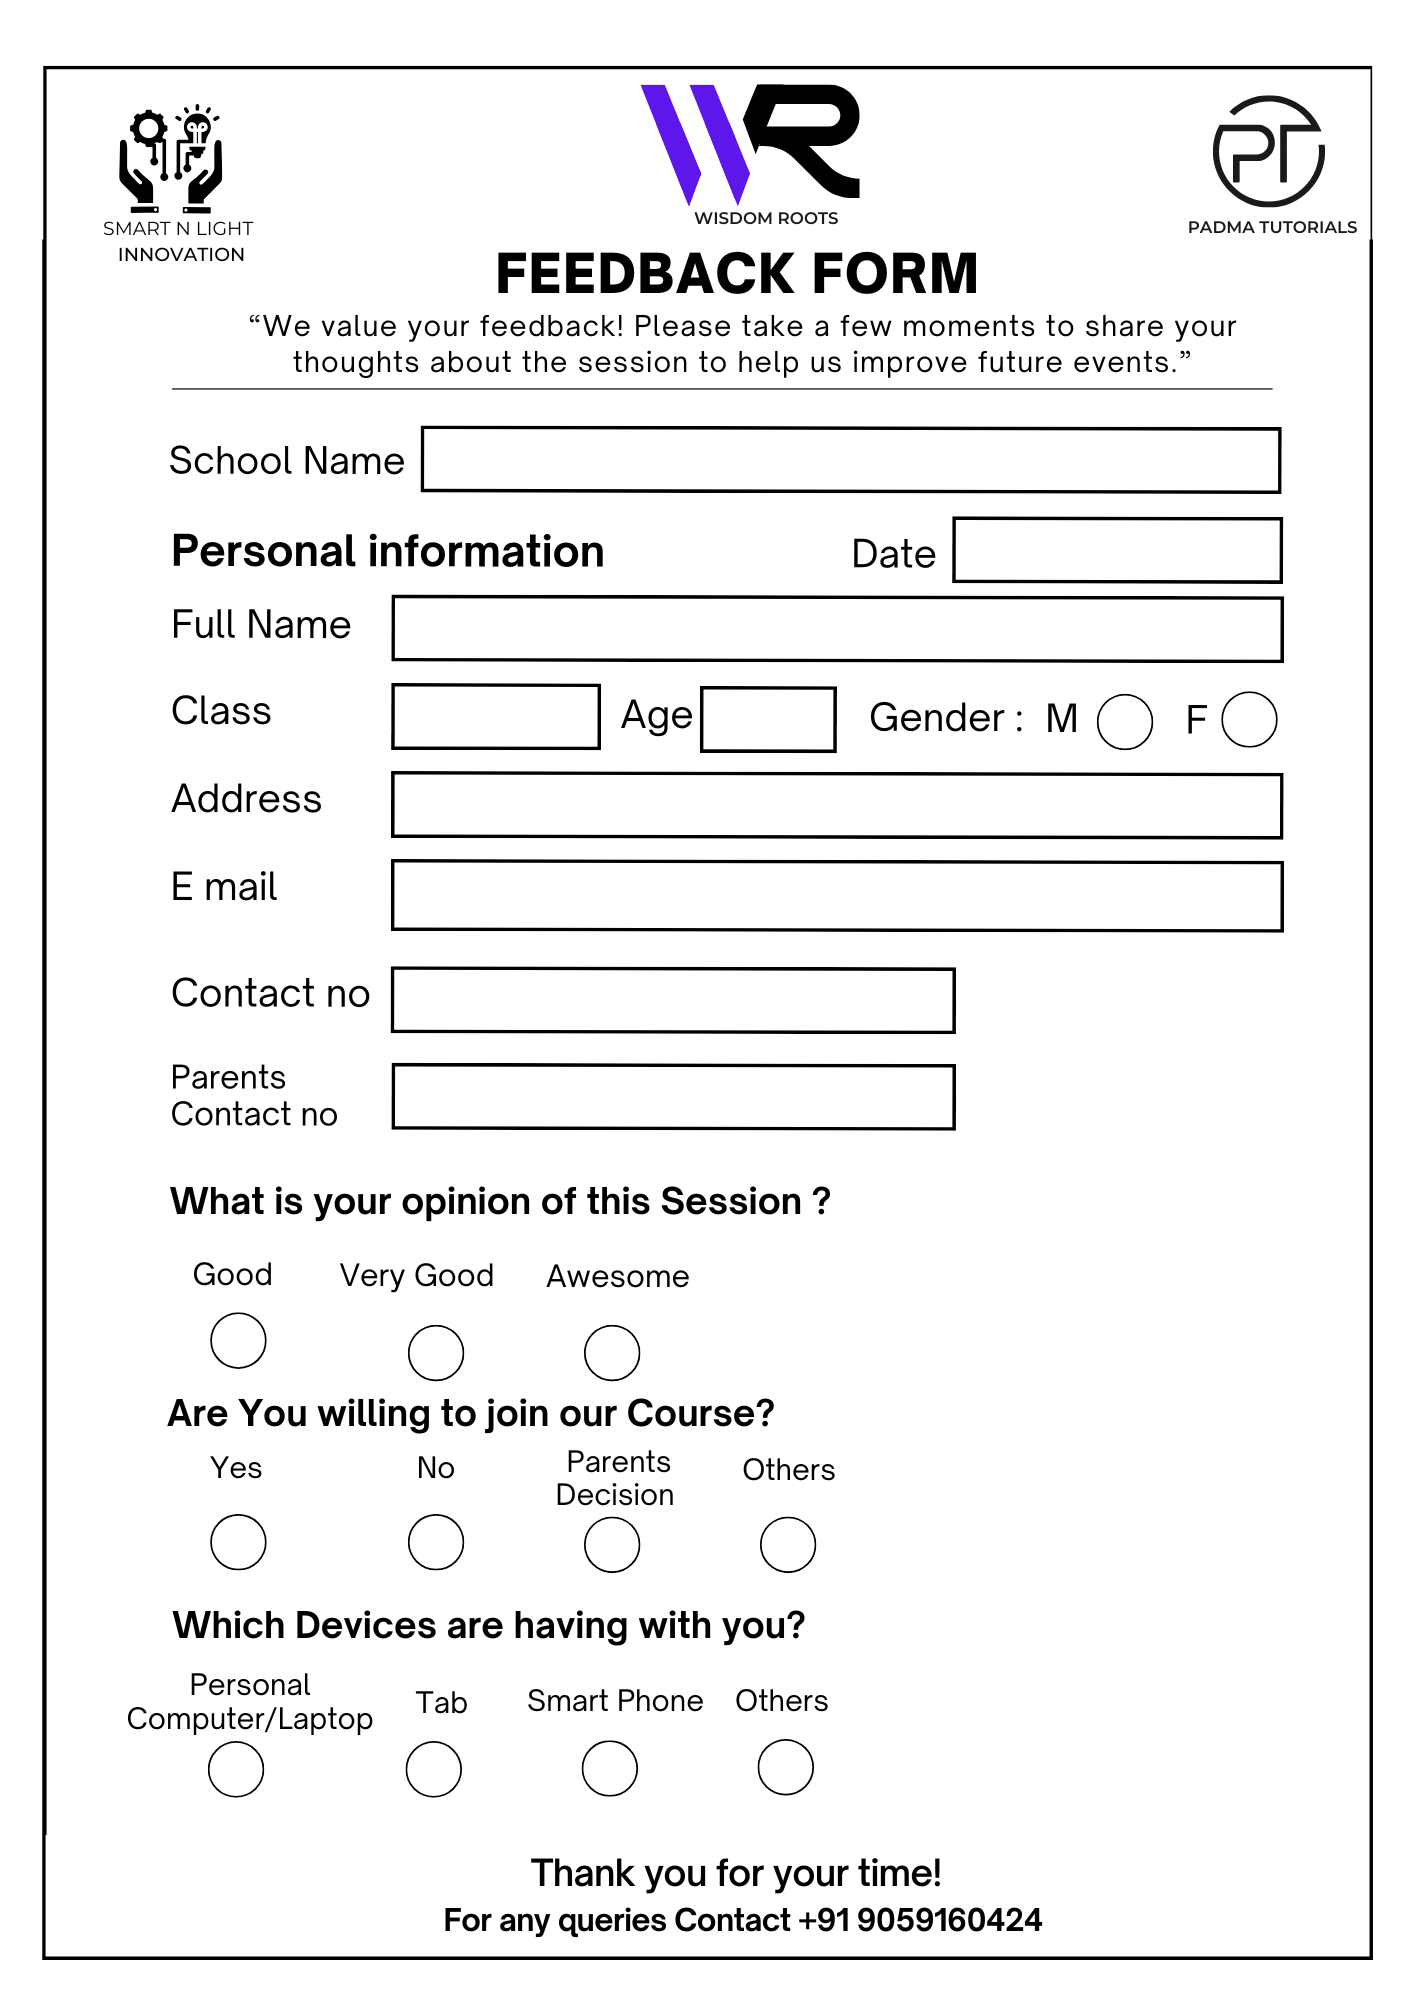 SMART N LIGHT
INNOVATION
WR
WISDOM ROOTS
PT
PADMA TUTORIALS
FEEDBACK FORM
“We value your feedback! Please take a few moments to share your
thoughts about the session to help us improve future events.”
School Name
Personal information
Date
Full Name
Class
Age
Gender : M F
Address
E mail
Contact no
Parents
Contact no
What is your opinion of this Session ?
Good
Very Good
Awesome
Are You willing to join our Course?
Yes
No
Parents
Decision
Others
Which Devices are having with you?
Personal
Computer/Laptop
Tab
Smart Phone
Others
Thank you for your time!
For any queries Contact +91 9059160424